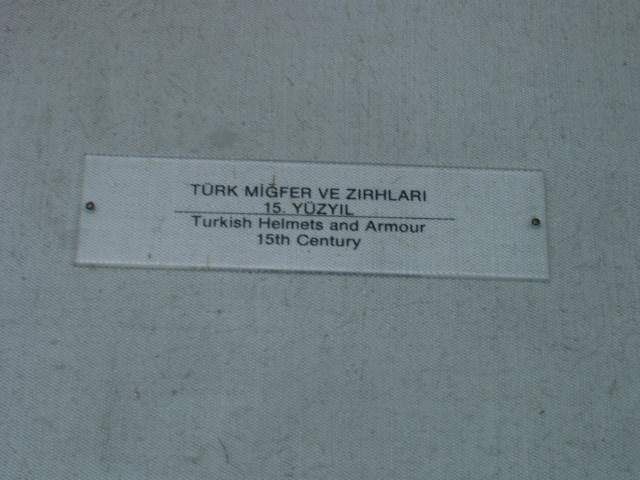 TÜRK MİĞFER VE ZIRHLARI
15. YÜZYIL
Turkish Helmets and Armour
15th Century